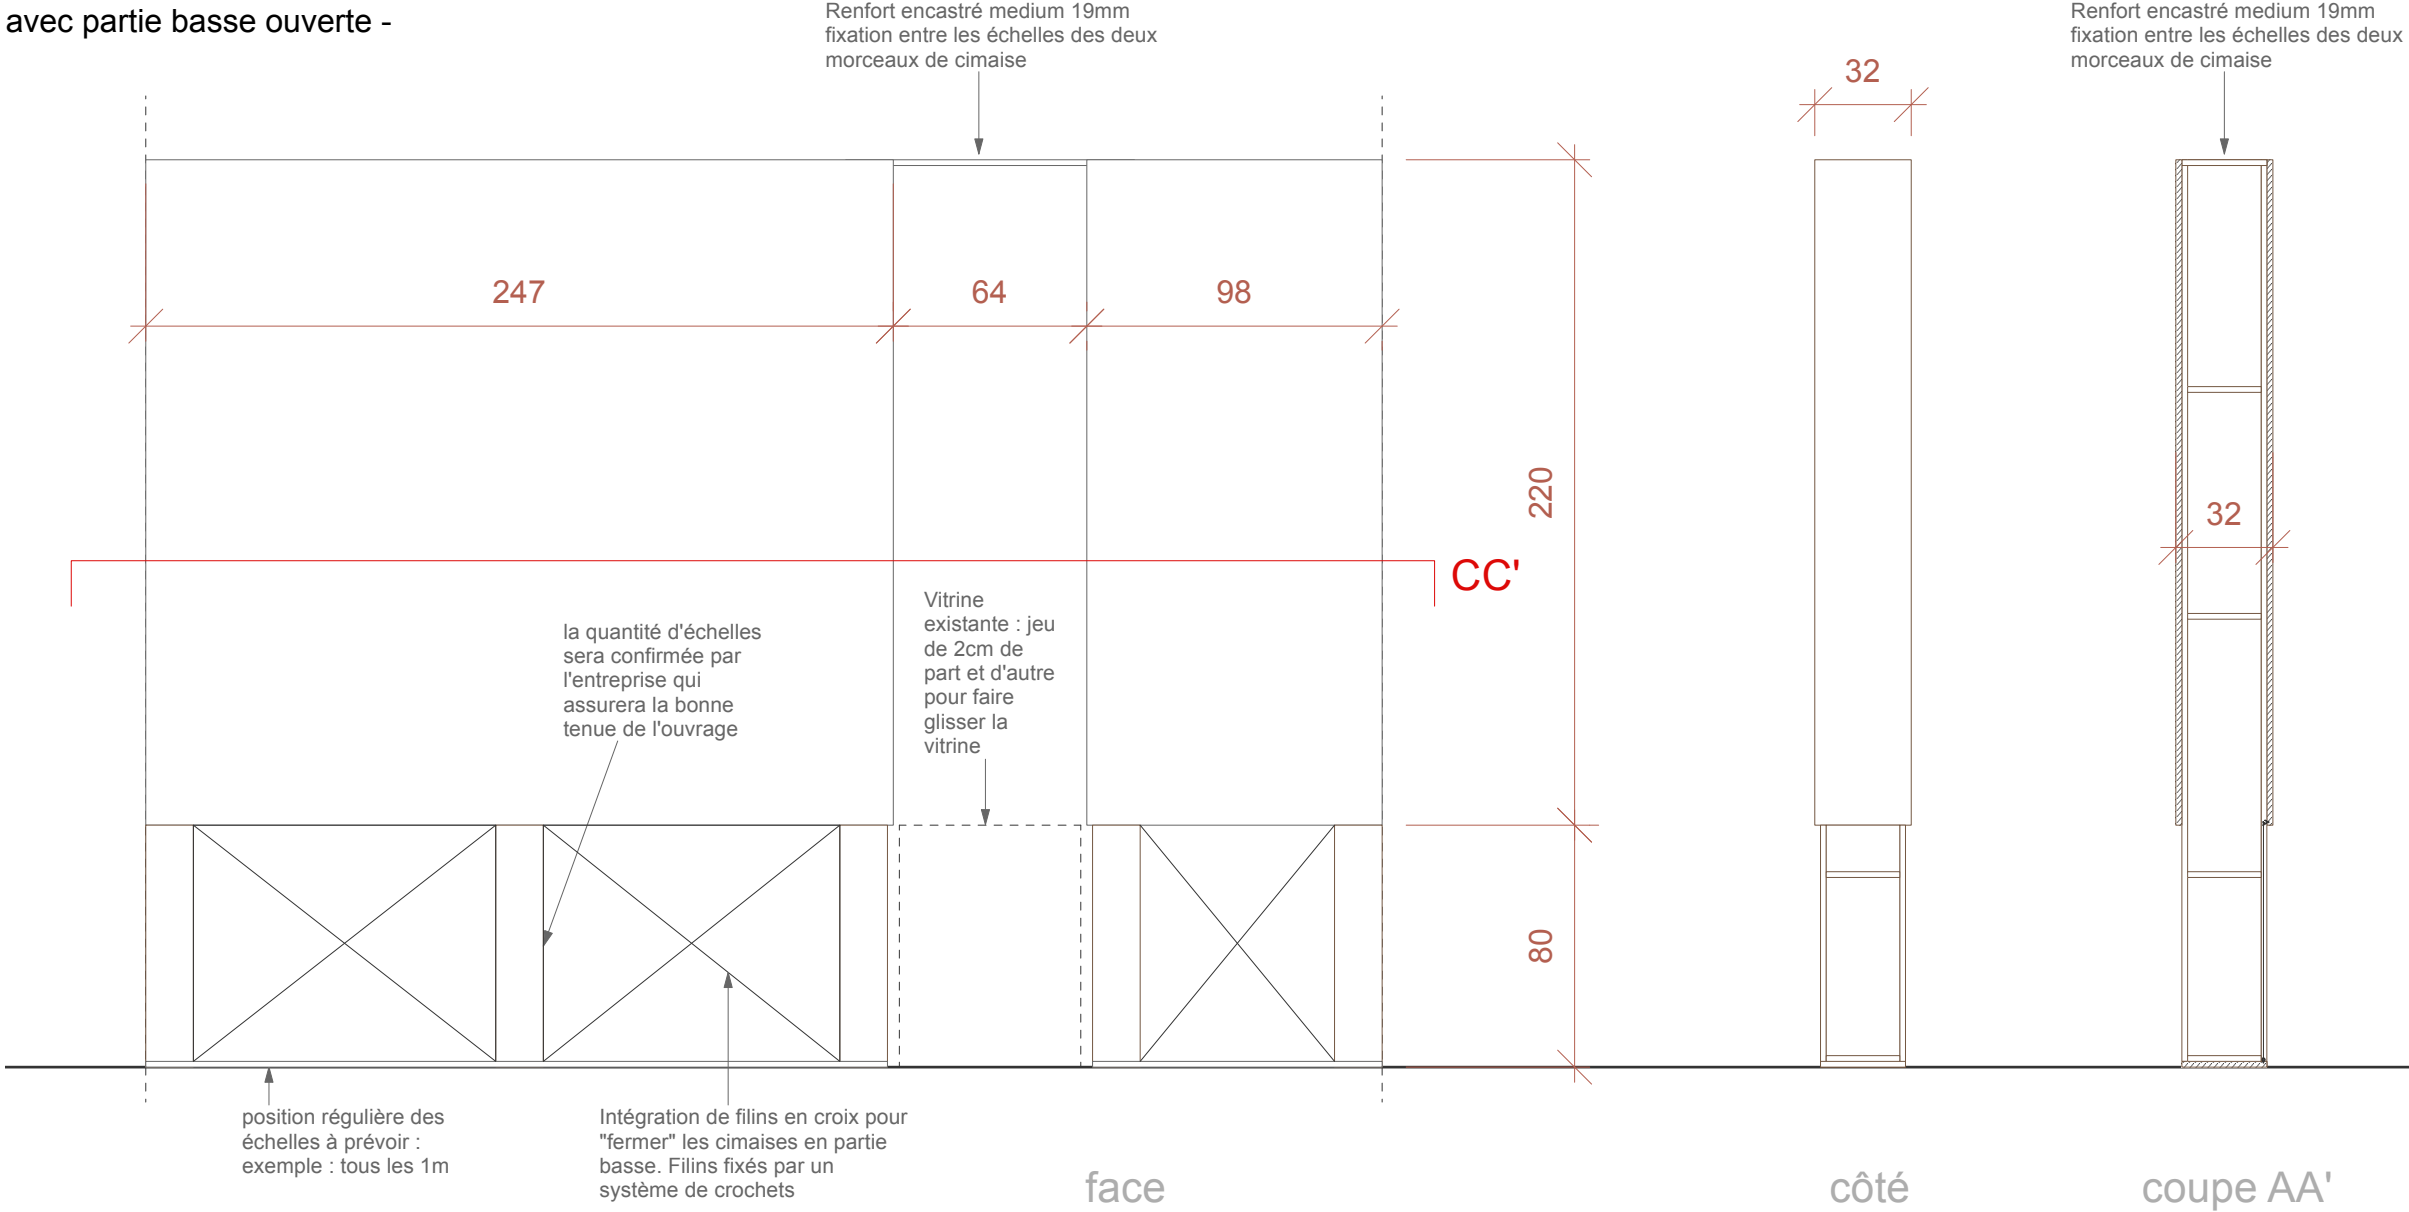 avec partie basse ouverte -
Renfort encastré medium 19mm
fixation entre les échelles des deux
morceaux de cimaise
Renfort encastré medium 19mm
fixation entre les échelles des deux
morceaux de cimaise
32
247
64
98
220
32
CC'
la quantité d'échelles
sera confirmée par
l'entreprise qui
assurera la bonne
tenue de l'ouvrage
Vitrine
existante : jeu
de 2cm de
part et d'autre
pour faire
glisser la
vitrine
80
position régulière des
échelles à prévoir :
exemple : tous les 1m
Intégration de filins en croix pour
"fermer" les cimaises en partie
basse. Filins fixés par un
système de crochets
face
côté
coupe AA'